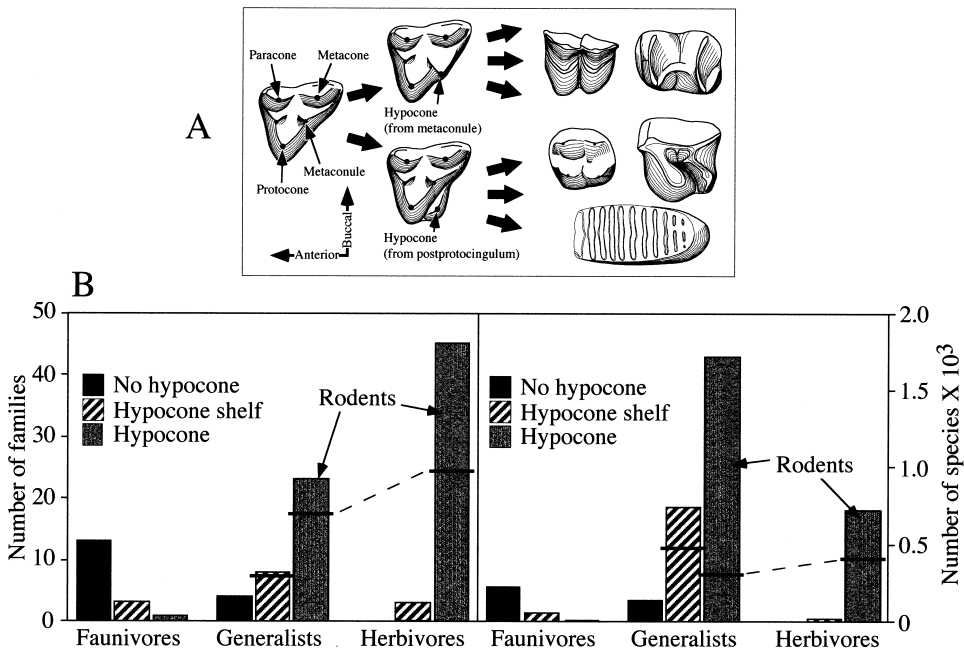 A
Paracone
Metacone
Metaconule
Protocone
Buccal
Anterior
Hypocone
(from metaconule)
Hypocone
(from postprotocingulum)
B
Number of families
50
40
30
20
10
0
No hypocone
Hypocone shelf
Hypocone
Rodents
Faunivores
Generalists
Herbivores
No hypocone
Hypocone shelf
Hypocone
Rodents
Faunivores
Generalists
Herbivores
2.0
1.5
1.0
0.5
0
Number of species X 10³